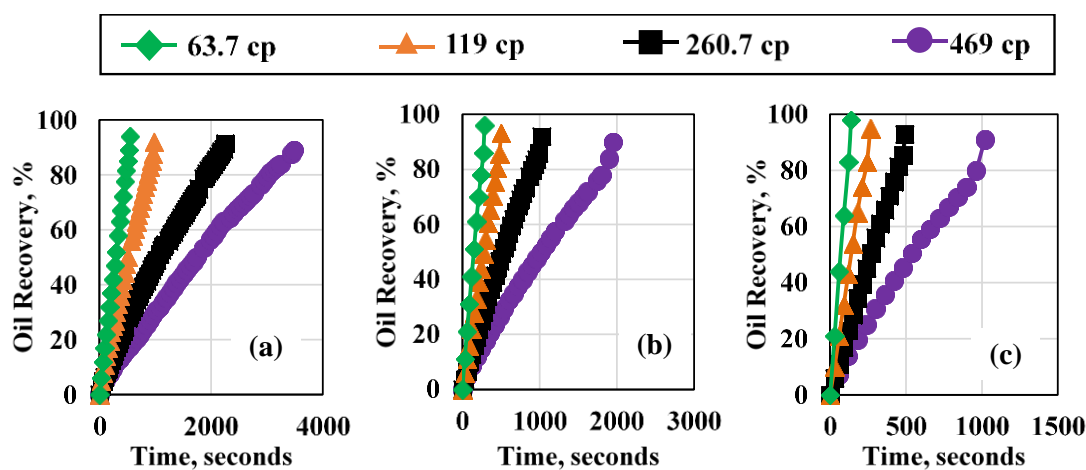 63.7 cp 119 cp 260.7 cp 469 cp
Oil Recovery, %
100
80
60
40
20
0
0 2000 4000
Time, seconds
(a)
Oil Recovery, %
100
80
60
40
20
0
0 1000 2000 3000
Time, seconds
(b)
Oil Recovery, %
100
80
60
40
20
0
0 500 1000 1500
Time, seconds
(c)